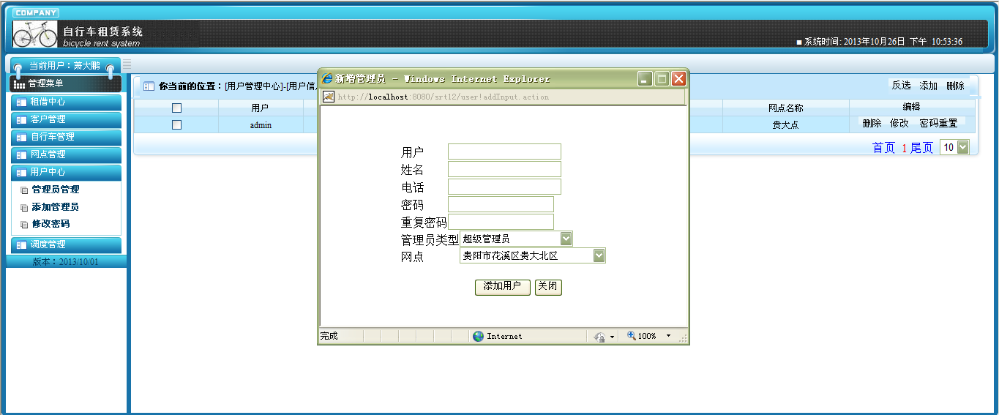 COMPANY
自行车租赁系统
bicycle rent system
■ 系统时间: 2013年10月26日 下午 10:53:36
当前用户：萧大鹏
管理菜单
租借中心
客户管理
自行车管理
网点管理
用户中心
管理员管理
添加管理员
修改密码
调度管理
版本：2013/10/01
你当前的位置：[用户管理中心]-[用户信
反选 添加 删除
用户 网点名称 编辑
admin 贵大点 删除 修改 密码重置
首页 1 尾页 10
新增管理员 - Windows Internet Explorer
http://localhost:8080/srt12/user!addInput.action
用户
姓名
电话
密码
重复密码
管理员类型 超级管理员
网点 贵阳市花溪区贵大北区
添加用户 关闭
完成 Internet 100%